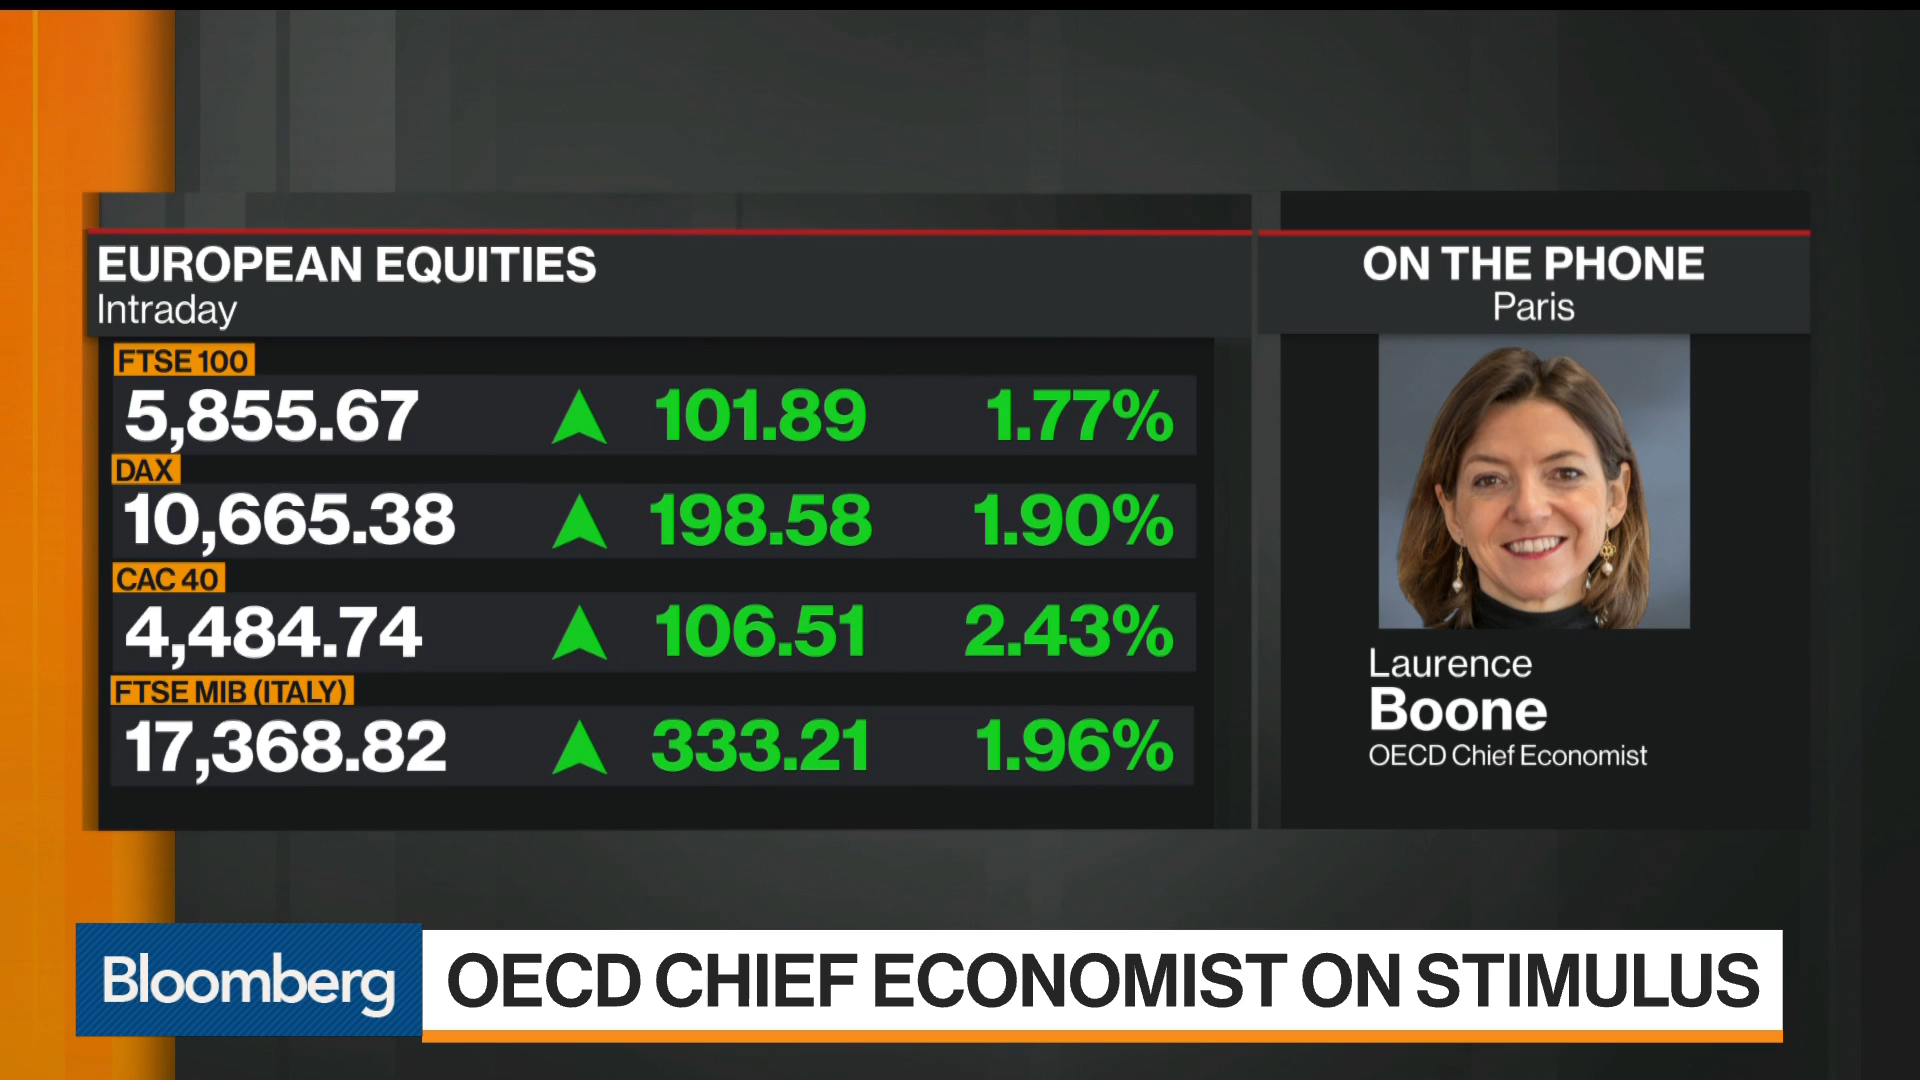 EUROPEAN EQUITIES
Intraday
FTSE 100
5,855.67 101.89 1.77%
DAX
10,665.38 198.58 1.90%
CAC 40
4,484.74 106.51 2.43%
FTSE MIB (ITALY)
17,368.82 333.21 1.96%
ON THE PHONE
Paris
Laurence
Boone
OECD Chief Economist
Bloomberg
OECD CHIEF ECONOMIST ON STIMULUS